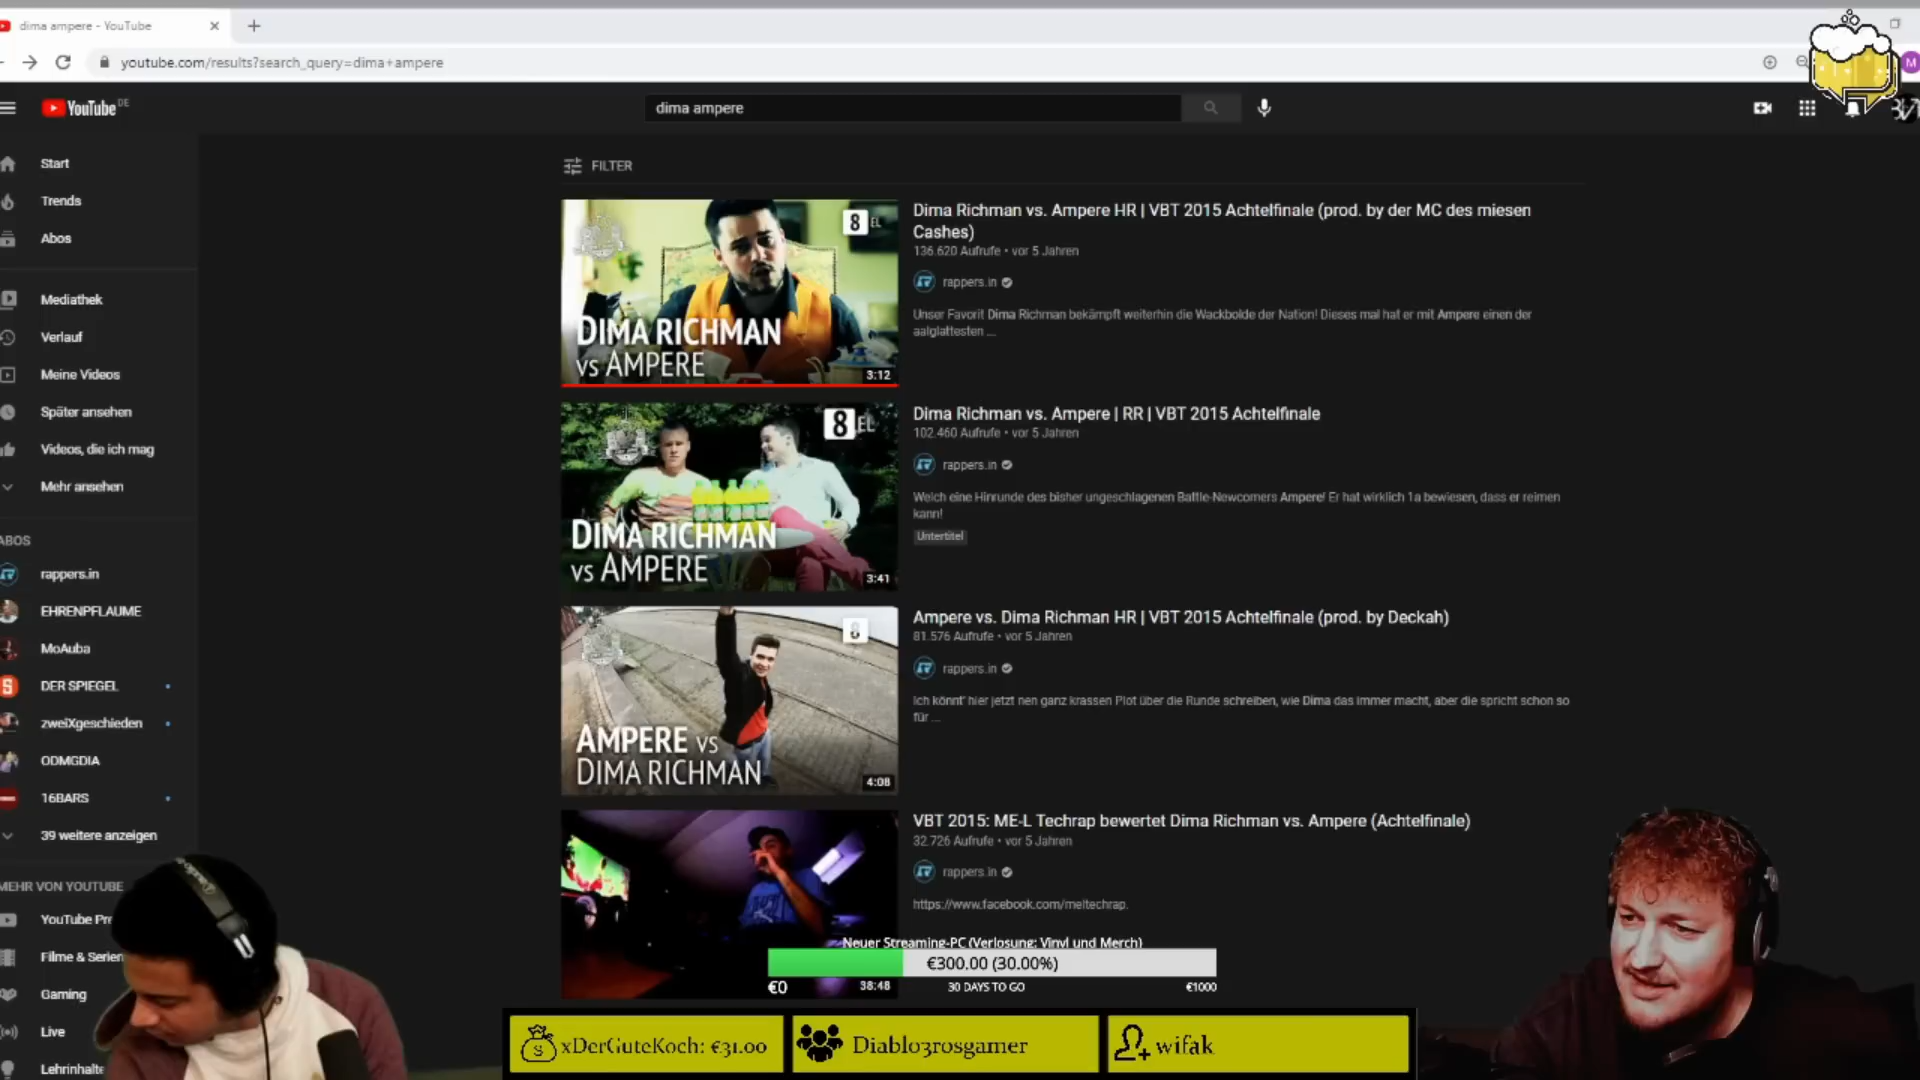 dima ampere - YouTube
youtube.com/results?search_query=dima+ampere
M
YouTube DE
dima ampere
Start
Trends
Abos
Mediathek
Verlauf
Meine Videos
Später ansehen
Videos, die ich mag
Mehr ansehen
ABOS
rappers.in
EHRENPFLAUME
MoAuba
DER SPIEGEL
zweiXgeschieden
ODMGDIA
16BARS
39 weitere anzeigen
MEHR VON YOUTUBE
YouTube Pr
Filme & Serien
Gaming
Live
Lehrinhalte
FILTER
8EL
DIMA RICHMAN
VS AMPERE
3:12
Dima Richman vs. Ampere HR | VBT 2015 Achtelfinale (prod. by der MC des miesen
Cashes)
136.620 Aufrufe • vor 5 Jahren
rappers.in
Unser Favorit Dima Richman bekämpft weiterhin die Wackbolde der Nation! Dieses mal hat er mit Ampere einen der
aalglattesten ...
8EL
DIMA RICHMAN
VS AMPERE
3:41
Dima Richman vs. Ampere | RR | VBT 2015 Achtelfinale
102.460 Aufrufe • vor 5 Jahren
rappers.in
Welch eine Hinrunde des bisher ungeschlagenen Battle-Newcomers Ampere! Er hat wirklich 1a bewiesen, dass er reimen
kann!
Untertitel
8
AMPERE VS
DIMA RICHMAN
4:08
Ampere vs. Dima Richman HR | VBT 2015 Achtelfinale (prod. by Deckah)
81.576 Aufrufe • vor 5 Jahren
rappers.in
Ich könnt' hier jetzt nen ganz krassen Plot über die Runde schreiben, wie Dima das immer macht, aber die spricht schon so
für ...
38:48
VBT 2015: ME-L Techrap bewertet Dima Richman vs. Ampere (Achtelfinale)
32.726 Aufrufe • vor 5 Jahren
rappers.in
https://www.facebook.com/meltechrap.
Neuer Streaming-PC (Verlosung: Vinyl und Merch)
€300.00 (30.00%)
€0
30 DAYS TO GO
€1000
xDerGuteKoch: €31.00
Diablo3rosgamer
wifak